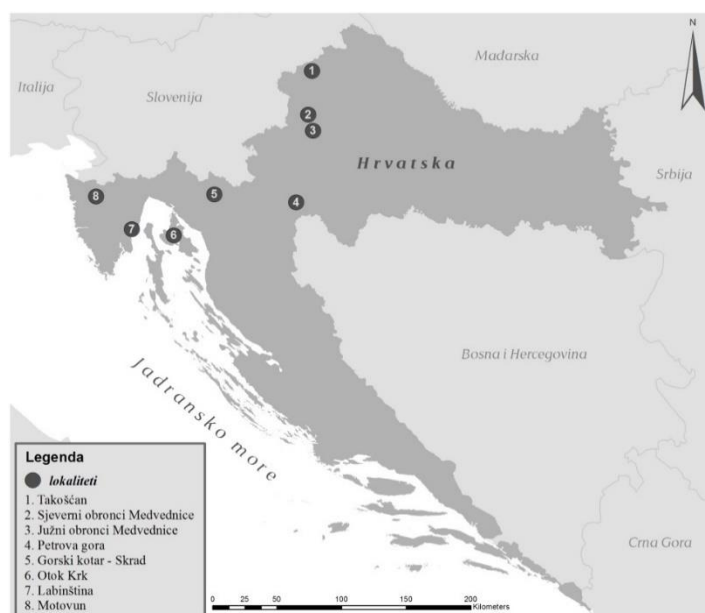 N
Mađarska
Italija
Slovenija
1
2
3
Hrvatska
Srbija
8
5
4
7
6
Bosna i Hercegovina
Jadransko more
Crna Gora
Legenda
lokaliteti
1. Takošćan
2. Sjeverni obronci Medvednice
3. Južni obronci Medvednice
4. Petrova gora
5. Gorski kotar - Skrad
6. Otok Krk
7. Labinština
8. Motovun
0 25 50 100 150 200
Kilometers